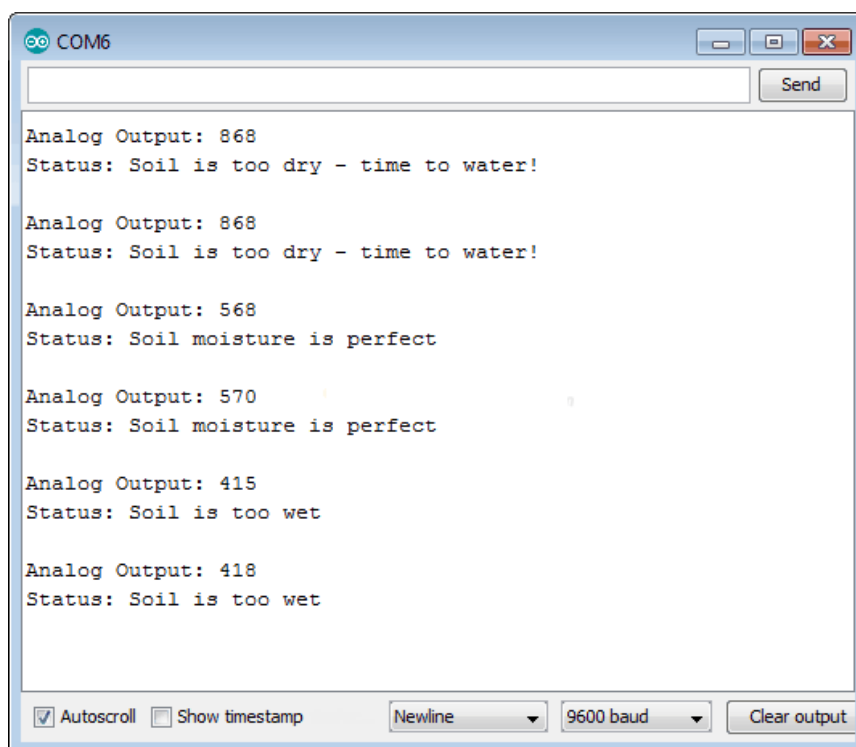 COM6
Send
Analog Output: 868
Status: Soil is too dry - time to water!
Analog Output: 868
Status: Soil is too dry - time to water!
Analog Output: 568
Status: Soil moisture is perfect
Analog Output: 570
Status: Soil moisture is perfect
Analog Output: 415
Status: Soil is too wet
Analog Output: 418
Status: Soil is too wet
Autoscroll Show timestamp Newline 9600 baud Clear output